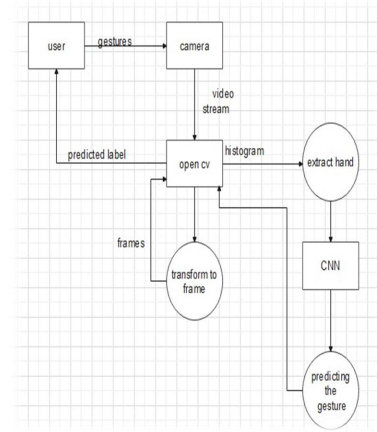 user
gestures
camera
video
stream
predicted label
open cv
histogram
extract hand
frames
transform to
frame
CNN
predicting
the
gesture